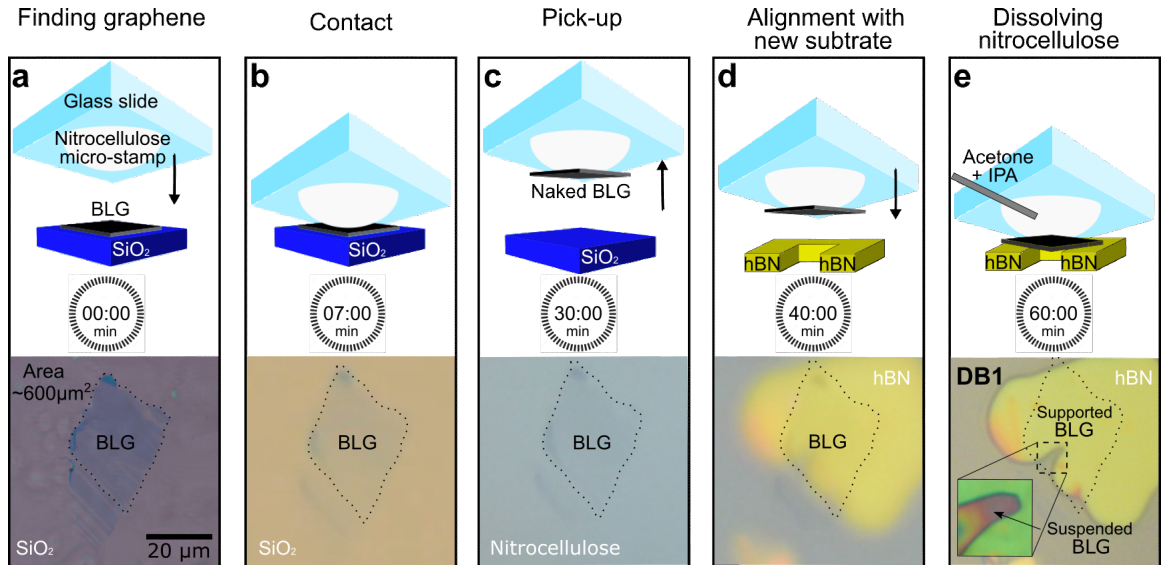 Finding graphene
Contact
Pick-up
Alignment with
new subtrate
Dissolving
nitrocellulose
a
Glass slide
Nitrocellulose
micro-stamp
BLG
SiO₂
00:00
min
Area
~600µm²
BLG
SiO₂
20 µm
b
SiO₂
07:00
min
BLG
SiO₂
c
Naked BLG
SiO₂
30:00
min
BLG
Nitrocellulose
d
hBN
hBN
40:00
min
hBN
BLG
e
Acetone
+ IPA
hBN
hBN
60:00
min
DB1
hBN
Supported
BLG
Suspended
BLG